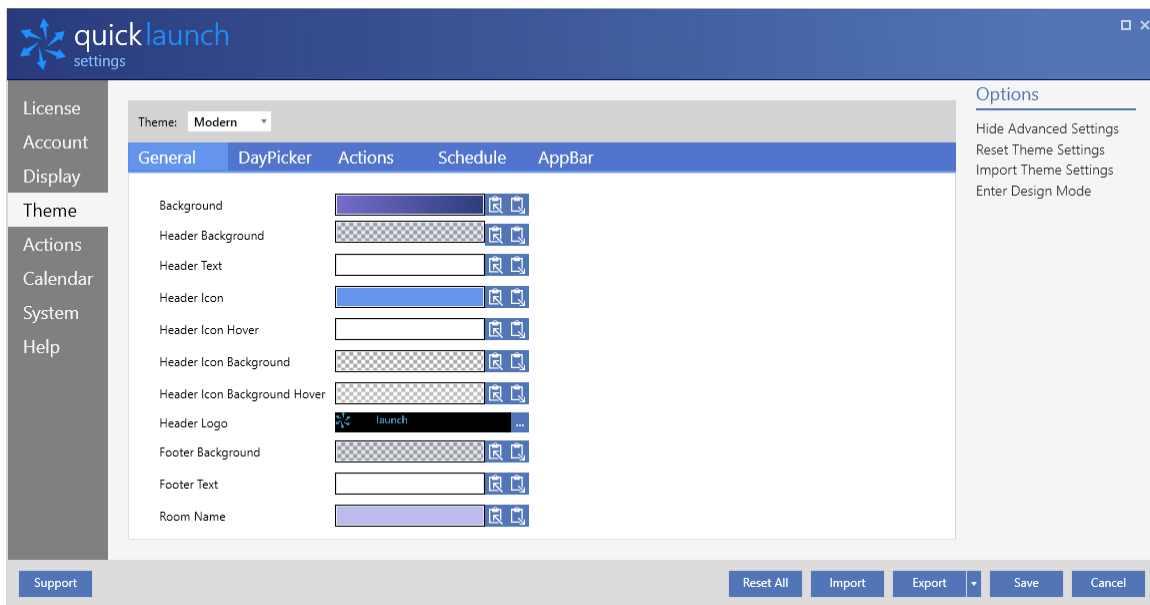 quicklaunch
settings
License
Account
Display
Theme
Actions
Calendar
System
Help
Theme: Modern
General DayPicker Actions Schedule AppBar
Background
Header Background
Header Text
Header Icon
Header Icon Hover
Header Icon Background
Header Icon Background Hover
Header Logo launch ...
Footer Background
Footer Text
Room Name
Options
Hide Advanced Settings
Reset Theme Settings
Import Theme Settings
Enter Design Mode
Support Reset All Import Export Save Cancel